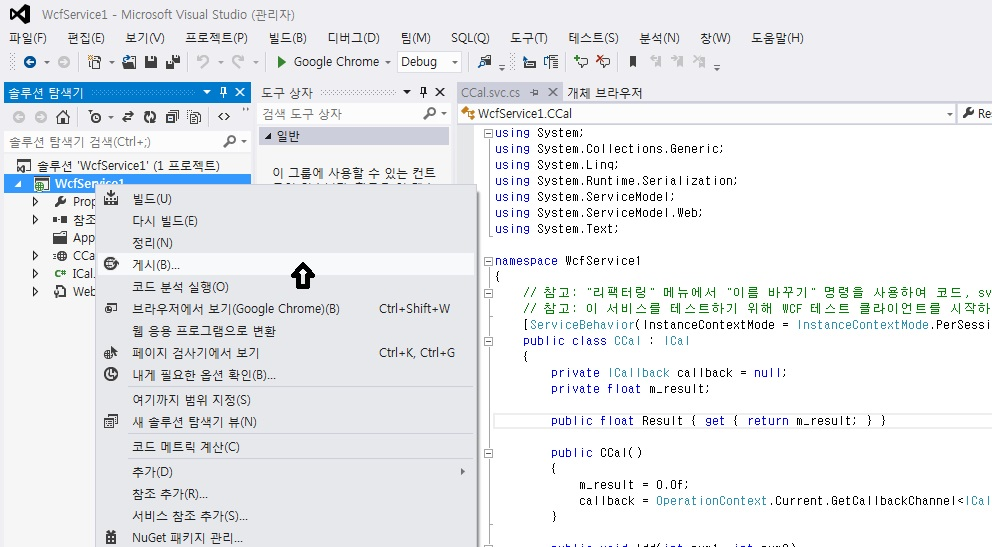 WcfService1 - Microsoft Visual Studio (관리자)
파일(F) 편집(E) 보기(V) 프로젝트(P) 빌드(B) 디버그(D) 팀(M) SQL(Q) 도구(T) 테스트(S) 분석(N) 창(W) 도움말(H)
Google Chrome Debug
솔루션 탐색기
솔루션 탐색기 검색(Ctrl+;)
솔루션 'WcfService1' (1 프로젝트)
WcfService1
Prop
참조
App
CCa
ICal.
Web
빌드(U)
다시 빌드(E)
정리(N)
게시(B)...
코드 분석 실행(O)
브라우저에서 보기(Google Chrome)(B) Ctrl+Shift+W
웹 응용 프로그램으로 변환
페이지 검사기에서 보기 Ctrl+K, Ctrl+G
내게 필요한 옵션 확인(B)...
여기까지 범위 지정(S)
새 솔루션 탐색기 뷰(N)
코드 메트릭 계산(C)
추가(D)
참조 추가(R)...
서비스 참조 추가(S)...
NuGet 패키지 관리...
도구 상자
검색 도구 상자
일반
이 그룹에 사용할 수 있는 컨트
CCal.svc.cs 개체 브라우저
WcfService1.CCal Re
using System;
using System.Collections.Generic;
using System.Linq;
using System.Runtime.Serialization;
using System.ServiceModel;
using System.ServiceModel.Web;
using System.Text;
namespace WcfService1
{
// 참고: "리팩터링" 메뉴에서 "이름 바꾸기" 명령을 사용하여 코드, sv
// 참고: 이 서비스를 테스트하기 위해 WCF 테스트 클라이언트를 시작하
[ServiceBehavior(InstanceContextMode = InstanceContextMode.PerSessi
public class CCal : ICal
{
private ICallback callback = null;
private float m_result;
public float Result { get { return m_result; } }
public CCal()
{
m_result = 0.0f;
callback = OperationContext.Current.GetCallbackChannel<ICal
}